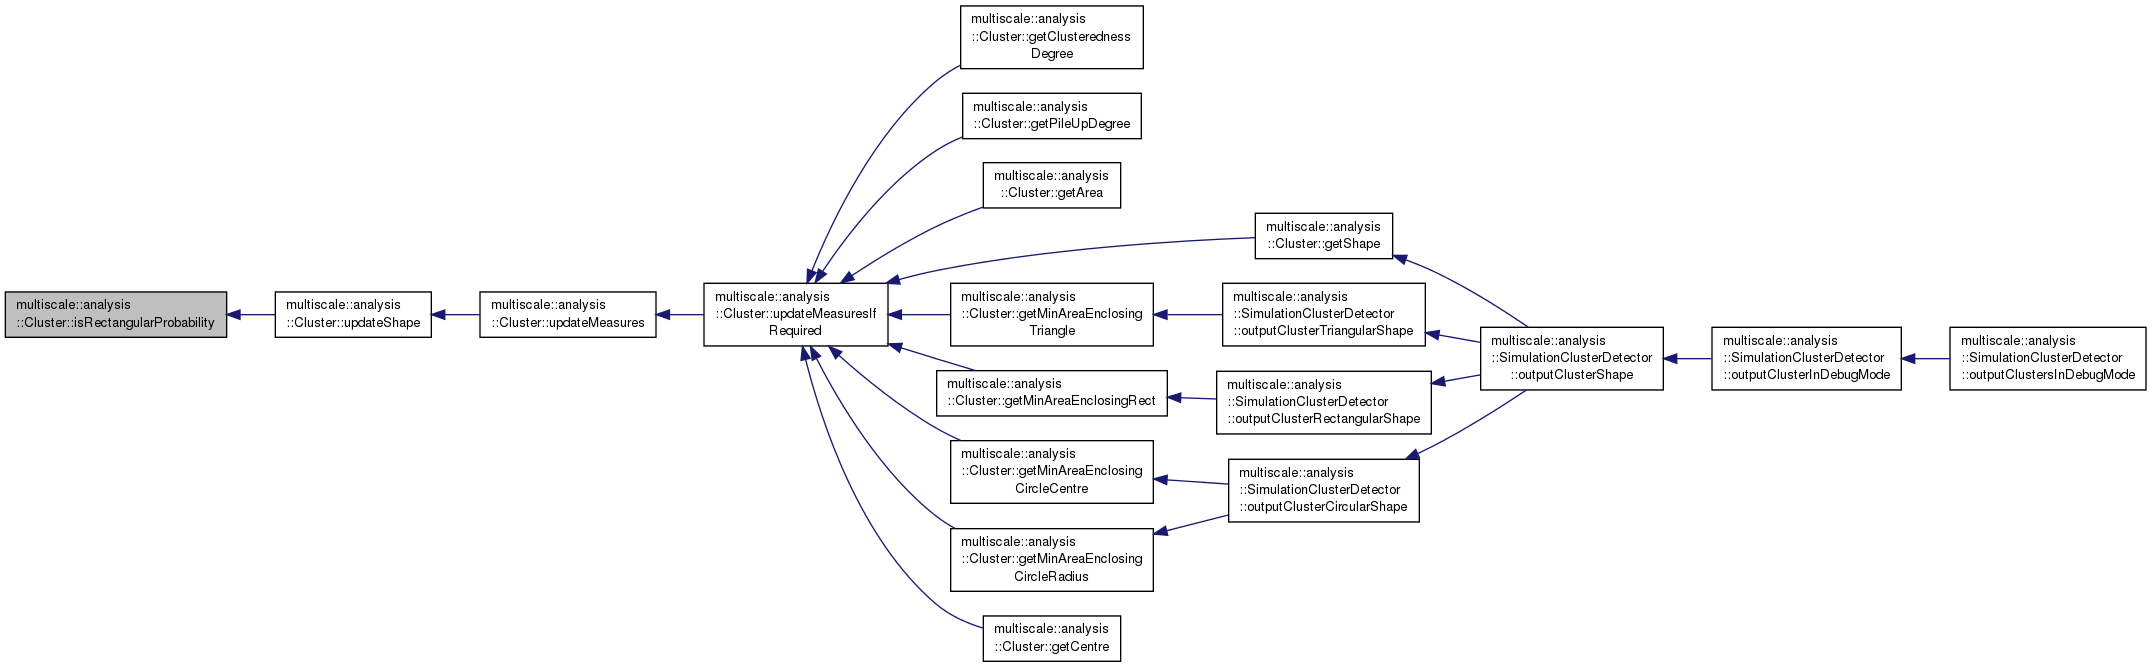 multiscale::analysis
::Cluster::isRectangularProbability
multiscale::analysis
::Cluster::updateShape
multiscale::analysis
::Cluster::updateMeasures
multiscale::analysis
::Cluster::updateMeasuresIf
Required
multiscale::analysis
::Cluster::getClusteredness
Degree
multiscale::analysis
::Cluster::getPileUpDegree
multiscale::analysis
::Cluster::getArea
multiscale::analysis
::Cluster::getShape
multiscale::analysis
::Cluster::getMinAreaEnclosing
Triangle
multiscale::analysis
::SimulationClusterDetector
::outputClusterTriangularShape
multiscale::analysis
::Cluster::getMinAreaEnclosingRect
multiscale::analysis
::SimulationClusterDetector
::outputClusterRectangularShape
multiscale::analysis
::Cluster::getMinAreaEnclosing
CircleCentre
multiscale::analysis
::Cluster::getMinAreaEnclosing
CircleRadius
multiscale::analysis
::SimulationClusterDetector
::outputClusterCircularShape
multiscale::analysis
::Cluster::getCentre
multiscale::analysis
::SimulationClusterDetector
::outputClusterShape
multiscale::analysis
::SimulationClusterDetector
::outputClusterInDebugMode
multiscale::analysis
::SimulationClusterDetector
::outputClustersInDebugMode